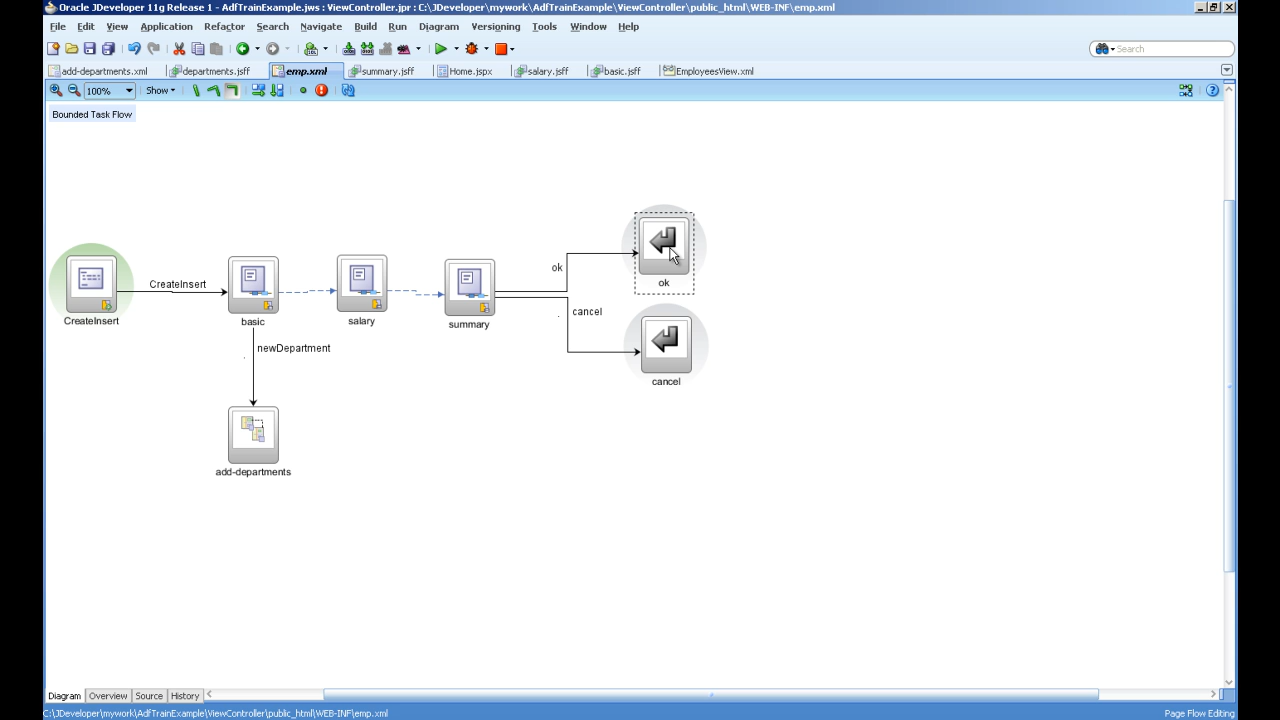 Oracle JDeveloper 11g Release 1 - AdfTrainExample.jws : ViewController.jpr : C:\JDeveloper\mywork\AdfTrainExample\ViewController\public_html\WEB-INF\emp.xml
File Edit View Application Refactor Search Navigate Build Run Diagram Versioning Tools Window Help
Search
add-departments.xml departments.jsff emp.xml summary.jsff Home.jspx salary.jsff basic.jsff EmployeesView.xml
100% Show
Bounded Task Flow
ok
ok
CreateInsert
cancel
CreateInsert
basic
salary
summary
newDepartment
cancel
add-departments
Diagram Overview Source History
C:\JDeveloper\mywork\AdfTrainExample\ViewController\public_html\WEB-INF\emp.xml
Page Flow Editing